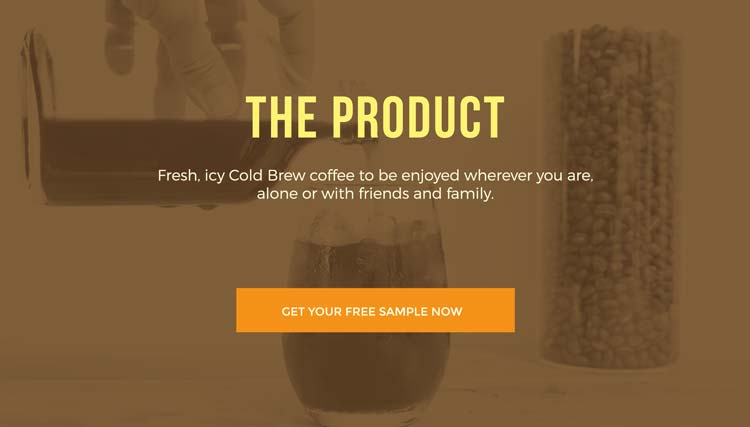 THE PRODUCT
Fresh, icy Cold Brew coffee to be enjoyed wherever you are,
alone or with friends and family.
GET YOUR FREE SAMPLE NOW